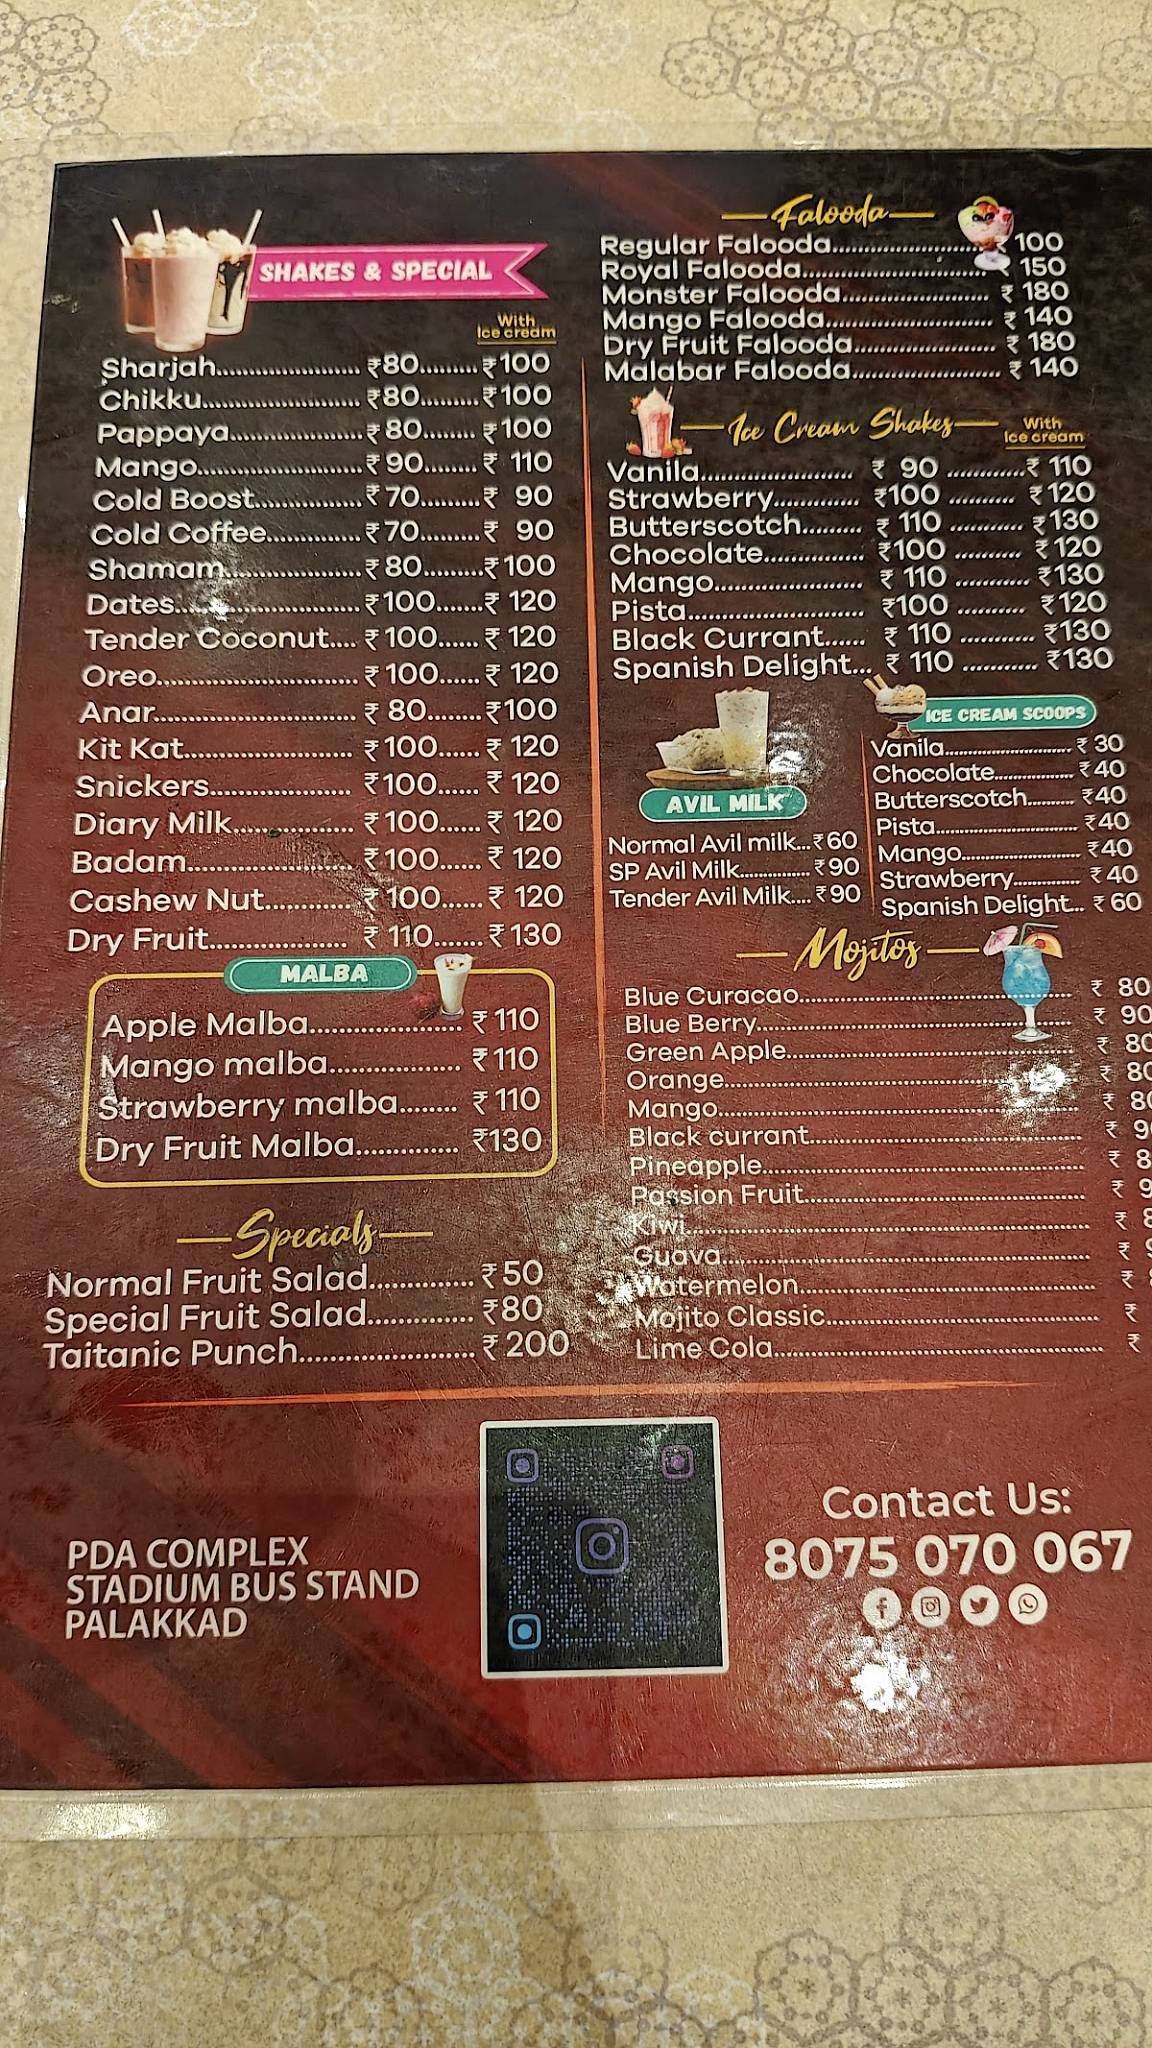 SHAKES & SPECIAL
With
Ice cream
Sharjah..................... ₹80.........₹100
Chikku....................... ₹80.........₹100
Pappaya................... ₹80........ ₹100
Mango........................ ₹90........ ₹ 110
Cold Boost............... ₹70........ ₹ 90
Cold Coffee.............. ₹70........ ₹ 90
Shamam.................... ₹80.........₹100
Dates........................... ₹100.......₹ 120
Tender Coconut.... ₹100...... ₹ 120
Oreo............................. ₹100...... ₹ 120
Anar............................. ₹ 80........₹100
Kit Kat........................ ₹100...... ₹ 120
Snickers..................... ₹100...... ₹ 120
Diary Milk.................. ₹100...... ₹ 120
Badam........................ ₹100...... ₹ 120
Cashew Nut............. ₹100...... ₹ 120
Dry Fruit.................... ₹ 110.......₹130
MALBA
Apple Malba...................... ₹110
Mango malba................... ₹110
Strawberry malba........ ₹110
Dry Fruit Malba.............. ₹130
Specials
Normal Fruit Salad............. ₹50
Special Fruit Salad............. ₹80
Taitanic Punch...................... ₹200
Falooda
Regular Falooda........................ ₹100
Royal Falooda............................ ₹ 150
Monster Falooda...................... ₹ 180
Mango Falooda......................... ₹ 140
Dry Fruit Falooda.................... ₹ 180
Malabar Falooda...................... ₹ 140
Ice Cream Shakes
With
Ice cream
Vanila....................... ₹ 90 ............₹ 110
Strawberry............ ₹100 .......... ₹120
Butterscotch........ ₹ 110 ........... ₹130
Chocolate.............. ₹100 .......... ₹120
Mango...................... ₹ 110 ........... ₹130
Pista.......................... ₹100 .......... ₹120
Black Currant...... ₹ 110 ........... ₹130
Spanish Delight... ₹ 110 ............ ₹130
AVIL MILK
Normal Avil milk...₹60
SP Avil Milk............... ₹90
Tender Avil Milk.... ₹90
ICE CREAM SCOOPS
Vanila............................. ₹ 30
Chocolate.................. ₹40
Butterscotch.......... ₹40
Pista............................... ₹40
Mango.......................... ₹40
Strawberry.............. ₹40
Spanish Delight... ₹ 60
Mojitos
Blue Curacao........................................ ₹ 80
Blue Berry.............................................. ₹ 90
Green Apple.......................................... ₹ 80
Orange.................................................... ₹ 80
Mango...................................................... ₹
Black currant........................................ ₹
Pineapple............................................... ₹
Passion Fruit......................................... ₹
Kiwi........................................................... ₹
Guava...................................................... ₹
Watermelon.......................................... ₹
Mojito Classic....................................... ₹
Lime Cola............................................... ₹
PDA COMPLEX
STADIUM BUS STAND
PALAKKAD
Contact Us:
8075 070 067